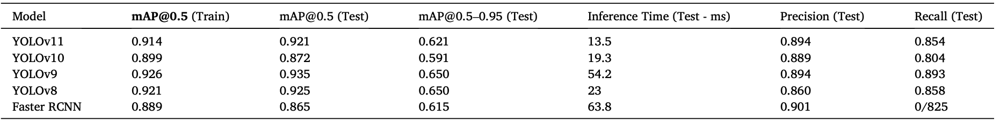 Model mAP@0.5 (Train) mAP@0.5 (Test) mAP@0.5–0.95 (Test) Inference Time (Test - ms) Precision (Test) Recall (Test)
YOLOv11 0.914 0.921 0.621 13.5 0.894 0.854
YOLOv10 0.899 0.872 0.591 19.3 0.889 0.804
YOLOv9 0.926 0.935 0.650 54.2 0.894 0.893
YOLOv8 0.921 0.925 0.650 23 0.860 0.858
Faster RCNN 0.889 0.865 0.615 63.8 0.901 0/825